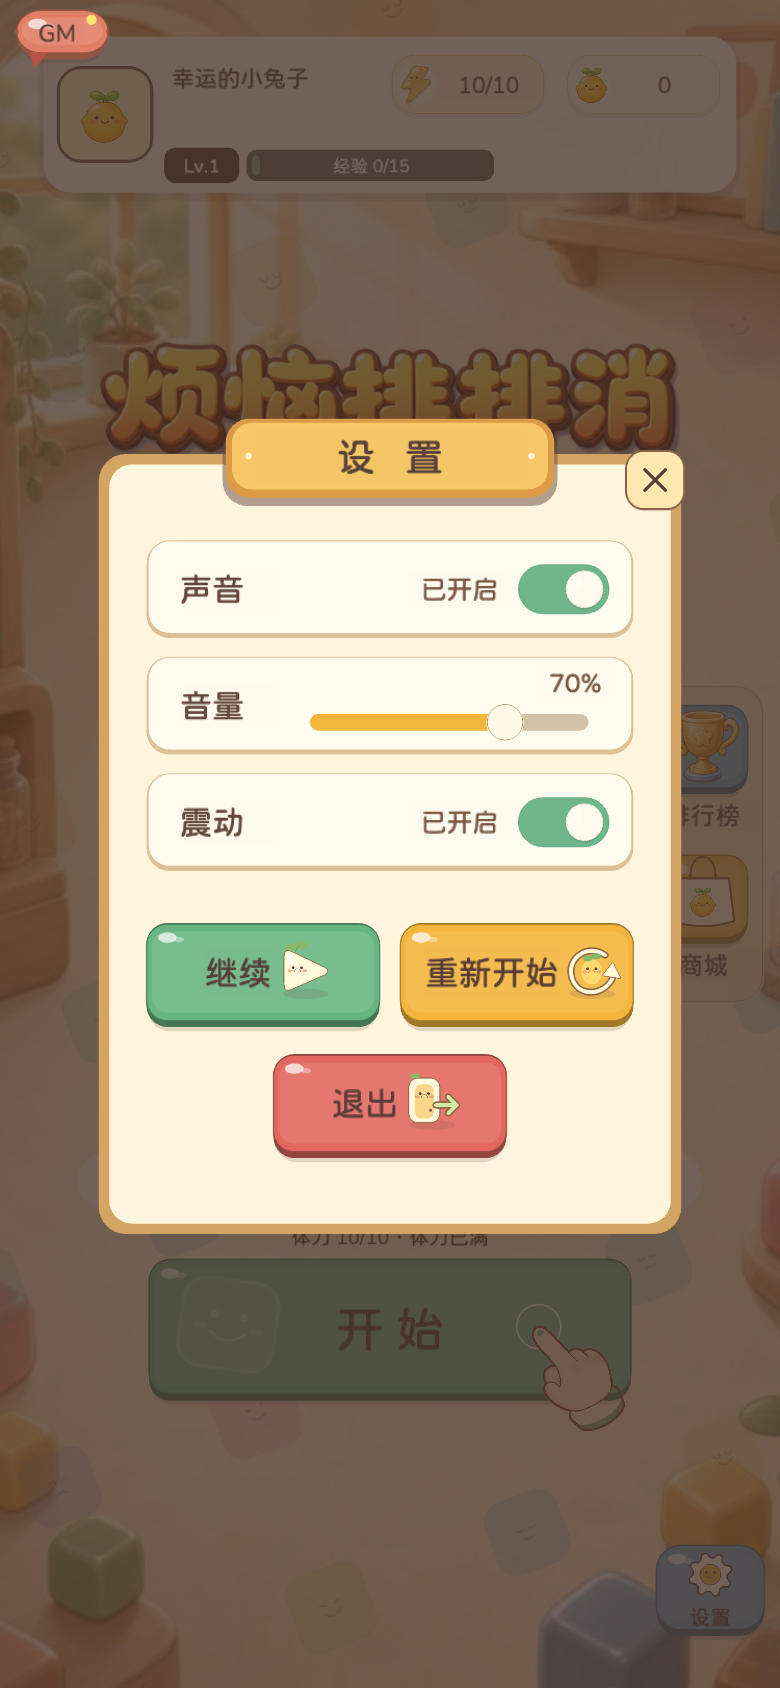 GM
幸运的小兔子
10/10
0
Lv.1
经验 0/15
烦恼排排消
设 置
声音
已开启
音量
70%
震动
已开启
排行榜
商城
继续
重新开始
退出
体力 10/10 · 体力已满
开始
设置